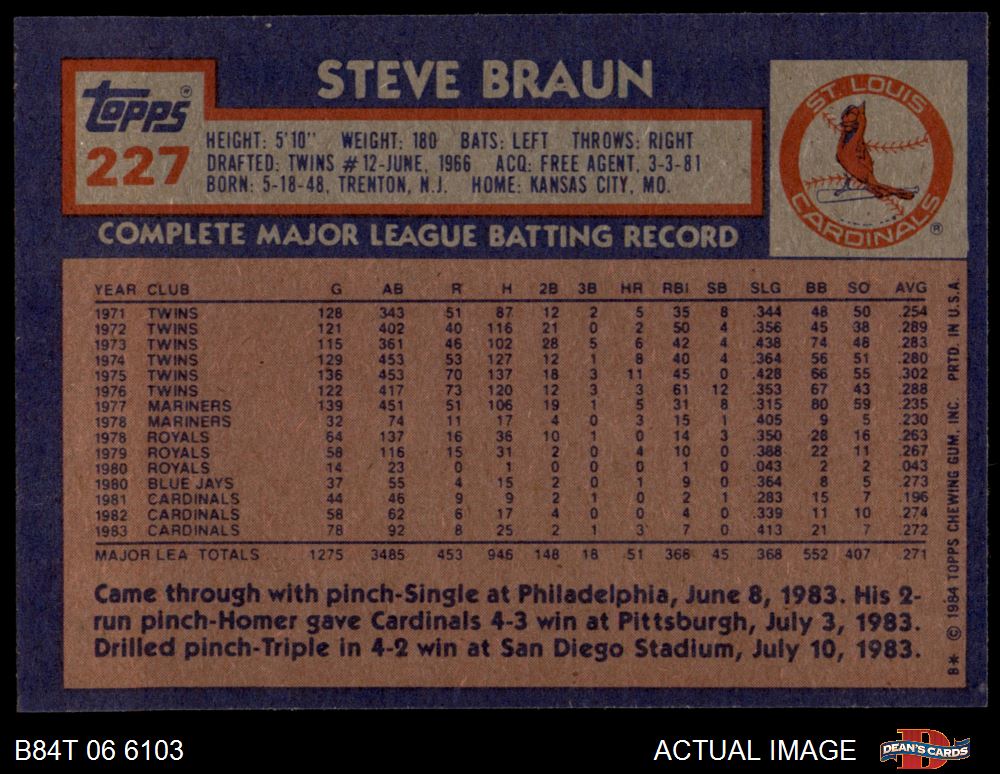 STEVE BRAUN
Topps®
227
HEIGHT: 5'10" WEIGHT: 180 BATS: LEFT THROWS: RIGHT
DRAFTED: TWINS #12-JUNE, 1966 ACQ: FREE AGENT, 3-3-81
BORN: 5-18-48, TRENTON, N.J. HOME: KANSAS CITY, MO.
ST. LOUIS
CARDINALS®
COMPLETE MAJOR LEAGUE BATTING RECORD
YEAR CLUB G AB R H 2B 3B HR RBI SB SLG BB SO AVG
1971 TWINS 128 343 51 87 12 2 5 35 8 .344 48 50 .254
1972 TWINS 121 402 40 116 21 0 2 50 4 .356 45 38 .289
1973 TWINS 115 361 46 102 28 5 6 42 4 .438 74 48 .283
1974 TWINS 129 453 53 127 12 1 8 40 4 .364 56 51 .280
1975 TWINS 136 453 70 137 18 3 11 45 0 .428 66 55 .302
1976 TWINS 122 417 73 120 12 3 3 61 12 .353 67 43 .288
1977 MARINERS 139 451 51 106 19 1 5 31 8 .315 80 59 .235
1978 MARINERS 32 74 11 17 4 0 3 15 1 .405 9 5 .230
1978 ROYALS 64 137 16 36 10 1 0 14 3 .350 28 16 .263
1979 ROYALS 58 116 15 31 2 0 4 10 0 .388 22 11 .267
1980 ROYALS 14 23 0 1 0 0 0 1 0 .043 2 2 .043
1980 BLUE JAYS 37 55 4 15 2 0 1 9 0 .364 8 5 .273
1981 CARDINALS 44 46 9 9 2 1 0 2 1 .283 15 7 .196
1982 CARDINALS 58 62 6 17 4 0 0 4 0 .339 11 10 .274
1983 CARDINALS 78 92 8 25 2 1 3 7 0 .413 21 7 .272
MAJOR LEA. TOTALS 1275 3485 453 946 148 18 51 366 45 .368 552 407 .271
Came through with pinch-Single at Philadelphia, June 8, 1983. His 2-
run pinch-Homer gave Cardinals 4-3 win at Pittsburgh, July 3, 1983.
Drilled pinch-Triple in 4-2 win at San Diego Stadium, July 10, 1983.
B* © 1984 TOPPS CHEWING GUM, INC. PRTD. IN U.S.A.
B84T 06 6103
ACTUAL IMAGE
DEAN'S CARDS